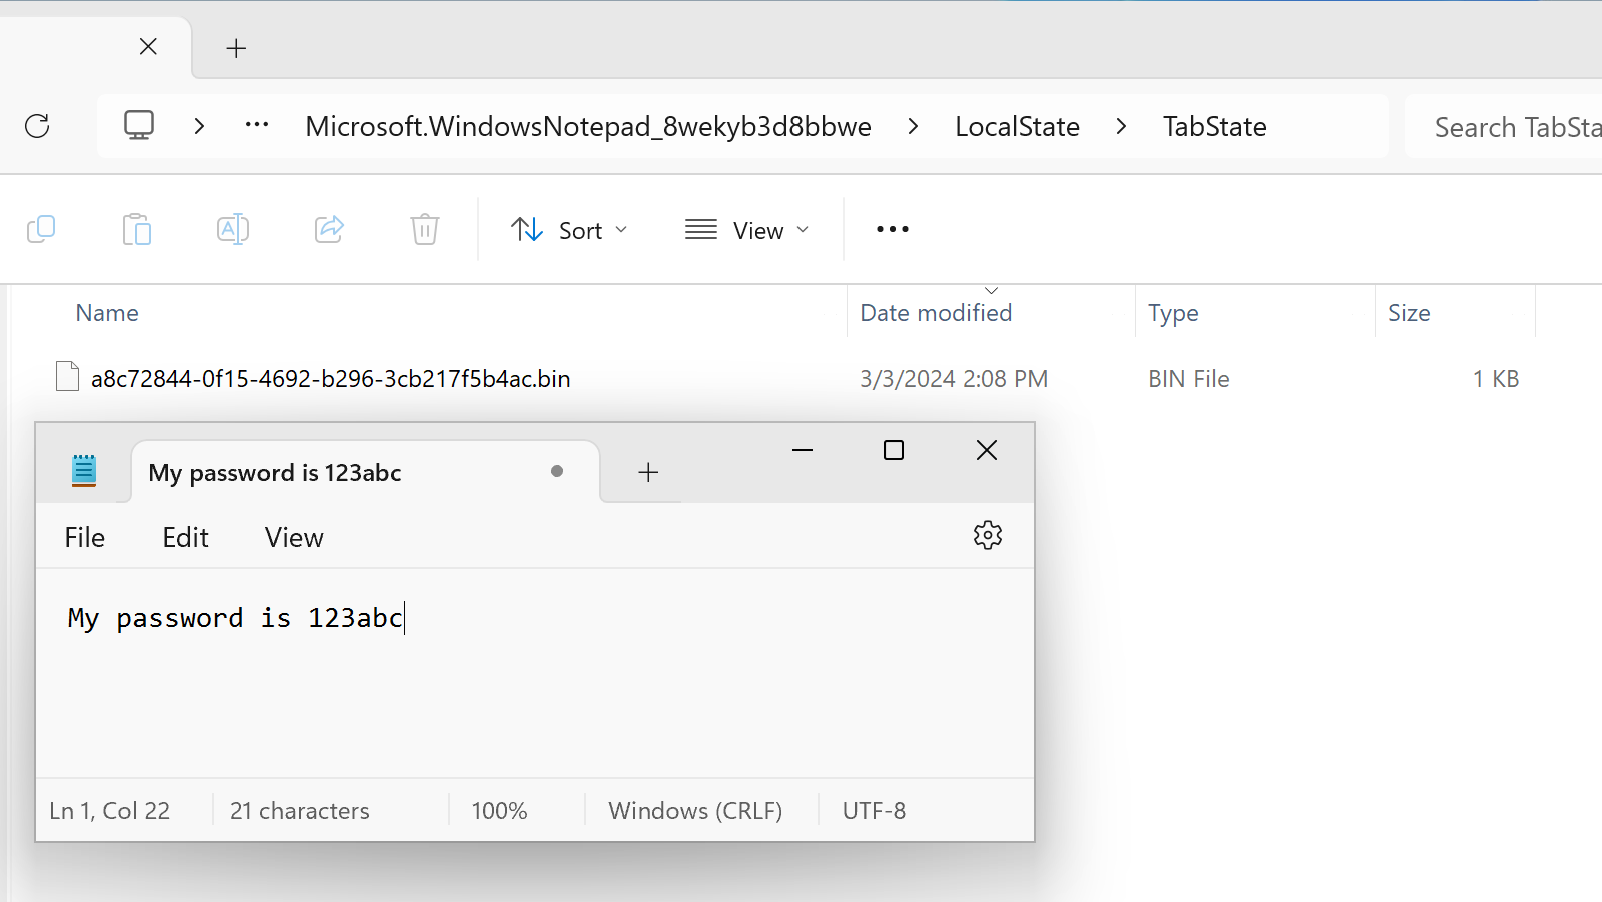 Microsoft.WindowsNotepad_8wekyb3d8bbwe > LocalState > TabState
Search TabSta
Sort
View
Name
Date modified
Type
Size
a8c72844-0f15-4692-b296-3cb217f5b4ac.bin
3/3/2024 2:08 PM
BIN File
1 KB
My password is 123abc
File
Edit
View
My password is 123abc
Ln 1, Col 22
21 characters
100%
Windows (CRLF)
UTF-8